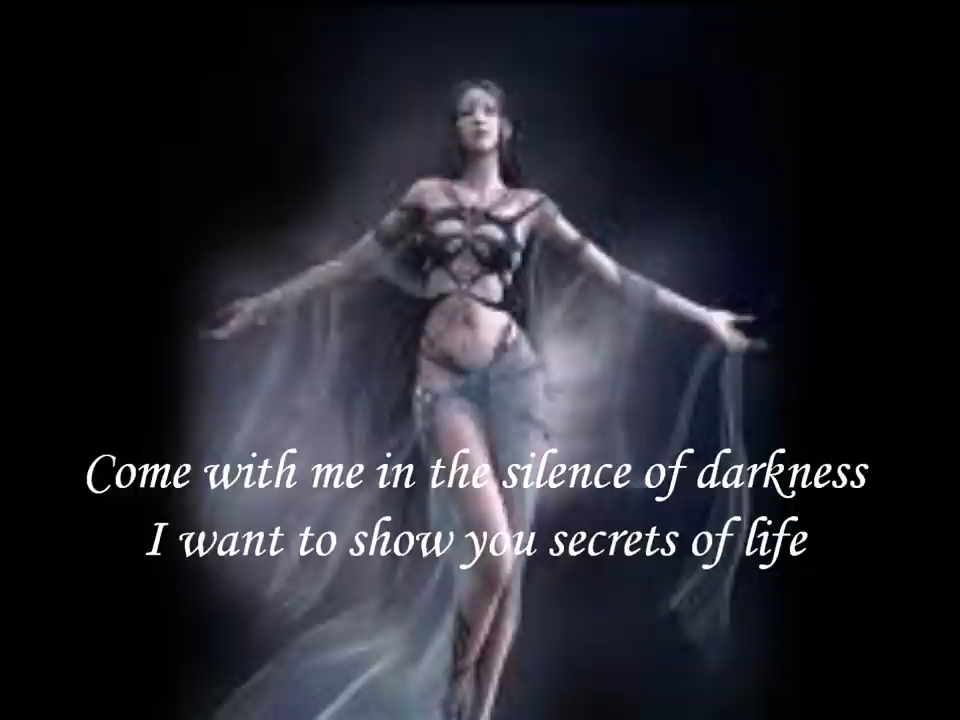 Come with me in the silence of darkness
I want to show you secrets of life